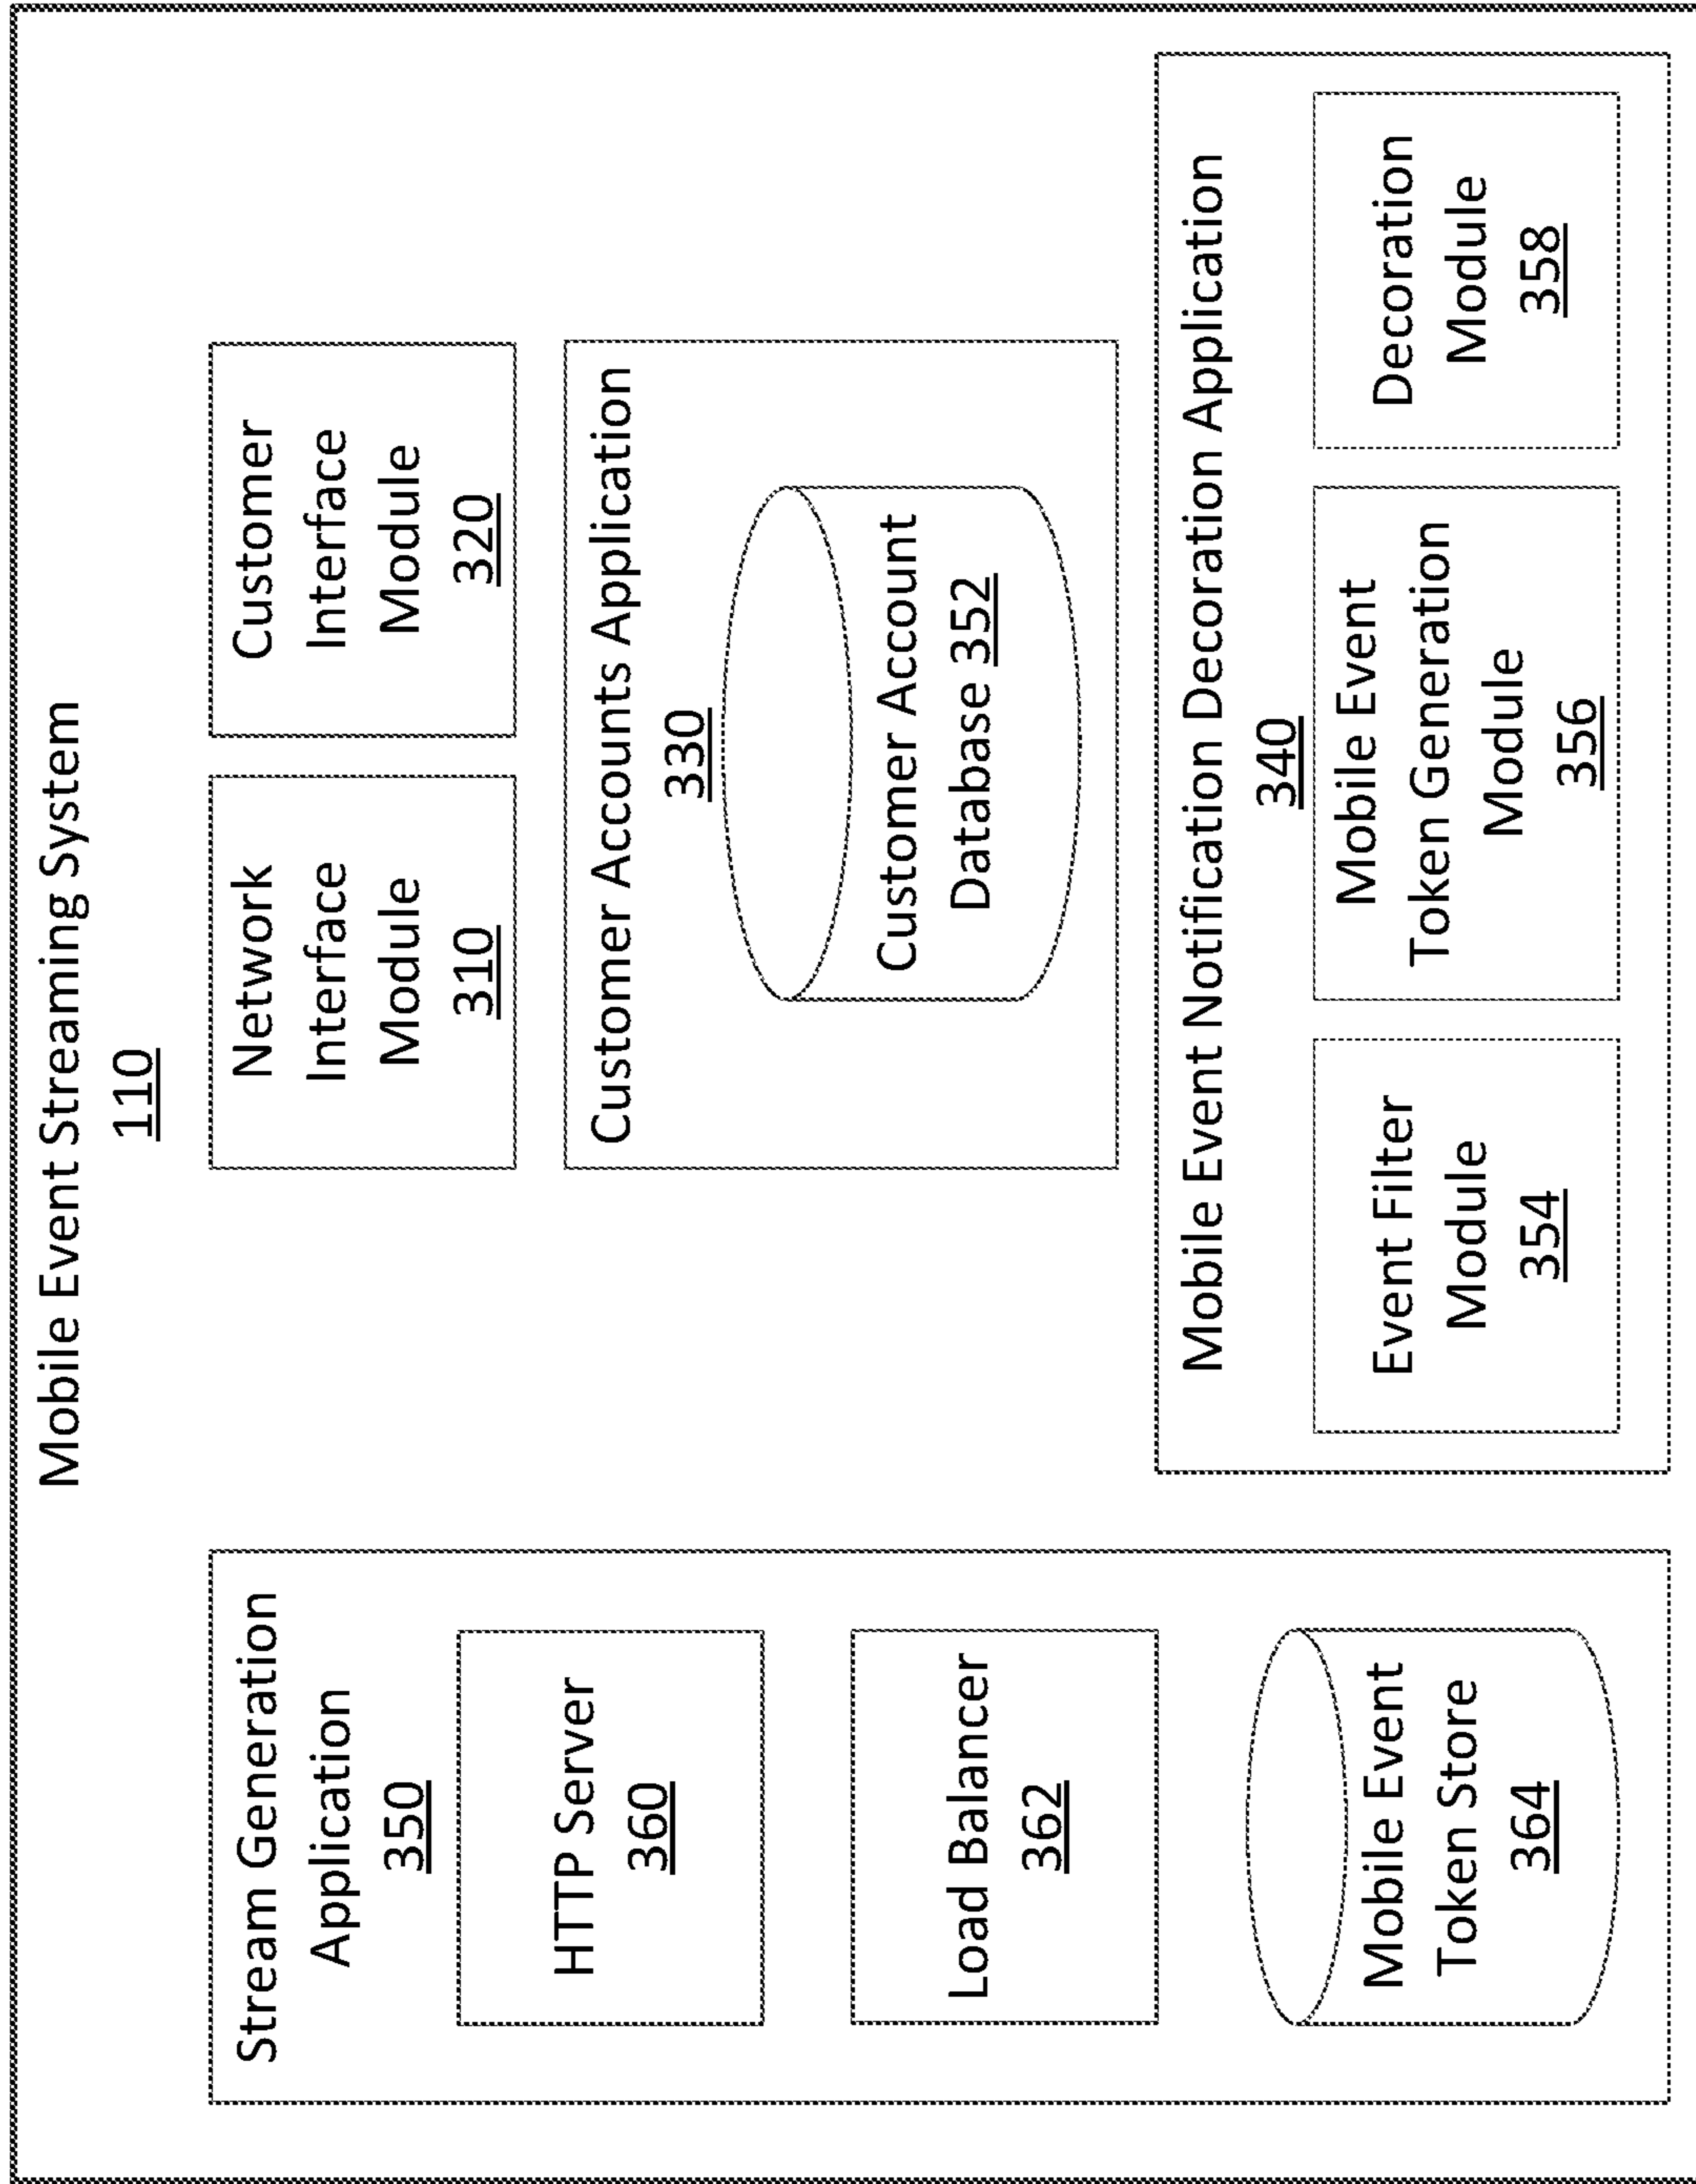 Mobile Event Streaming System
110
Stream Generation
Application
350
HTTP Server
360
Load Balancer
362
Mobile Event
Token Store
364
Network
Interface
Module
310
Customer
Interface
Module
320
Customer Accounts Application
330
Customer Account
Database 352
Mobile Event Notification Decoration Application
340
Event Filter
Module
354
Mobile Event
Token Generation
Module
356
Decoration
Module
358